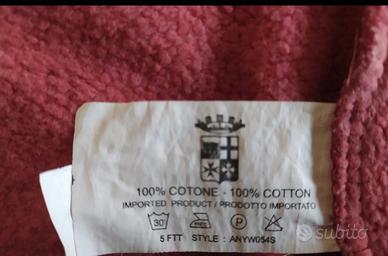 100% COTONE - 100% COTTON
IMPORTED PRODUCT / PRODOTTO IMPORTATO
30 P
5 FTT STYLE : ANYW054S
subito